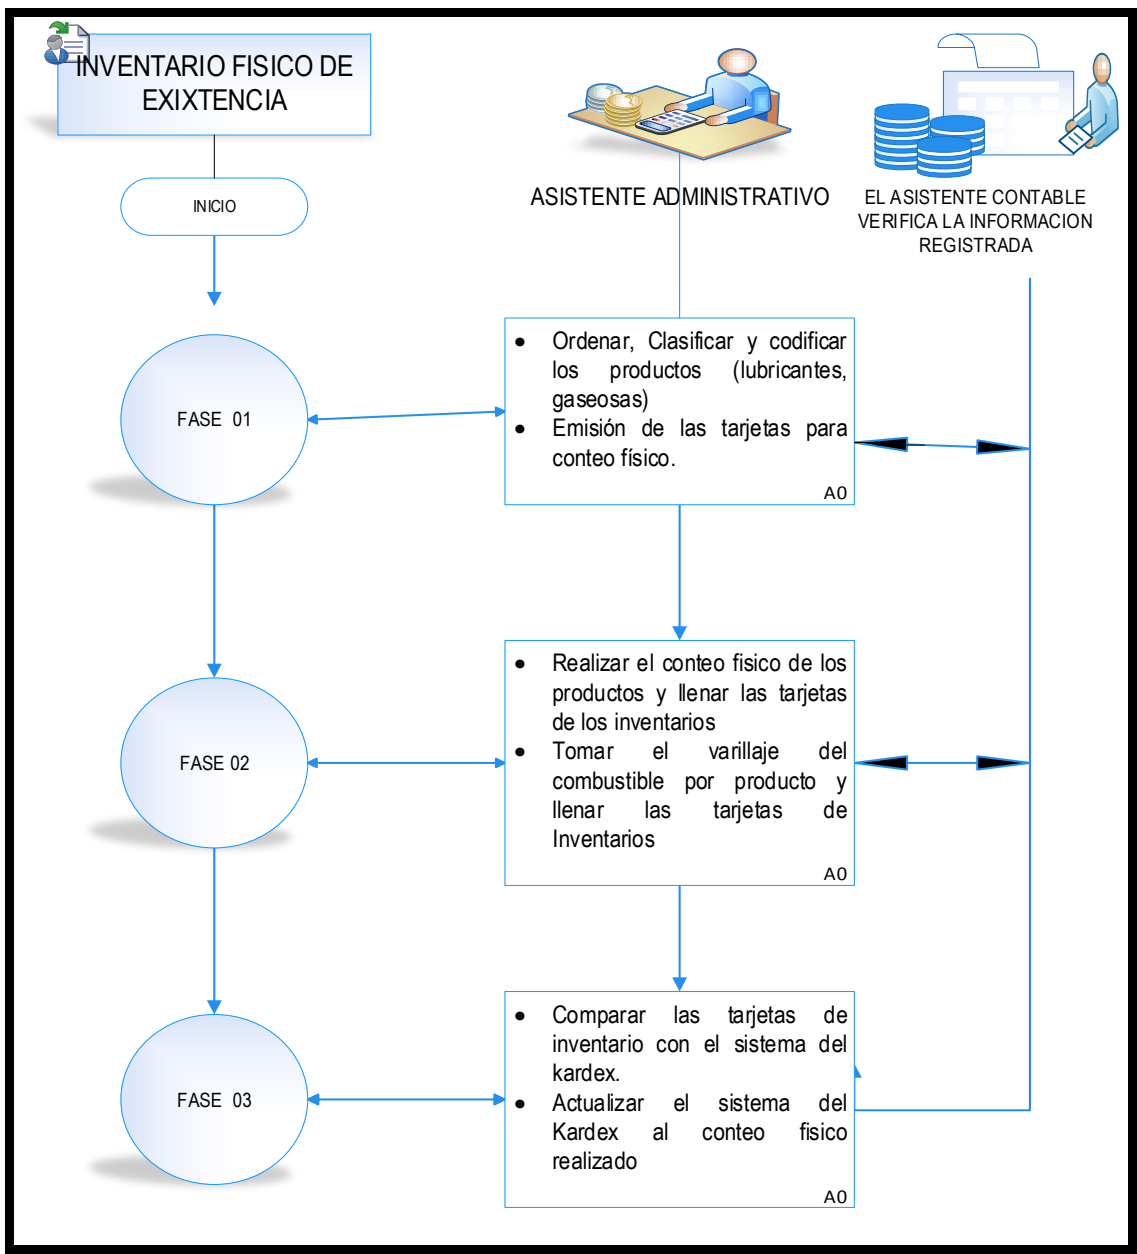 INVENTARIO FISICO DE
EXIXTENCIA
INICIO
ASISTENTE ADMINISTRATIVO
EL ASISTENTE CONTABLE
VERIFICA LA INFORMACION
REGISTRADA
FASE 01
• Ordenar, Clasificar y codificar
los productos (lubricantes,
gaseosas)
• Emisión de las tarjetas para
conteo físico.
A0
FASE 02
• Realizar el conteo fisico de los
productos y llenar las tarjetas
de los inventarios
• Tomar el varillaje del
combustible por producto y
llenar las tarjetas de
Inventarios
A0
FASE 03
• Comparar las tarjetas de
inventario con el sistema del
kardex.
• Actualizar el sistema del
Kardex al conteo fisico
realizado
A0